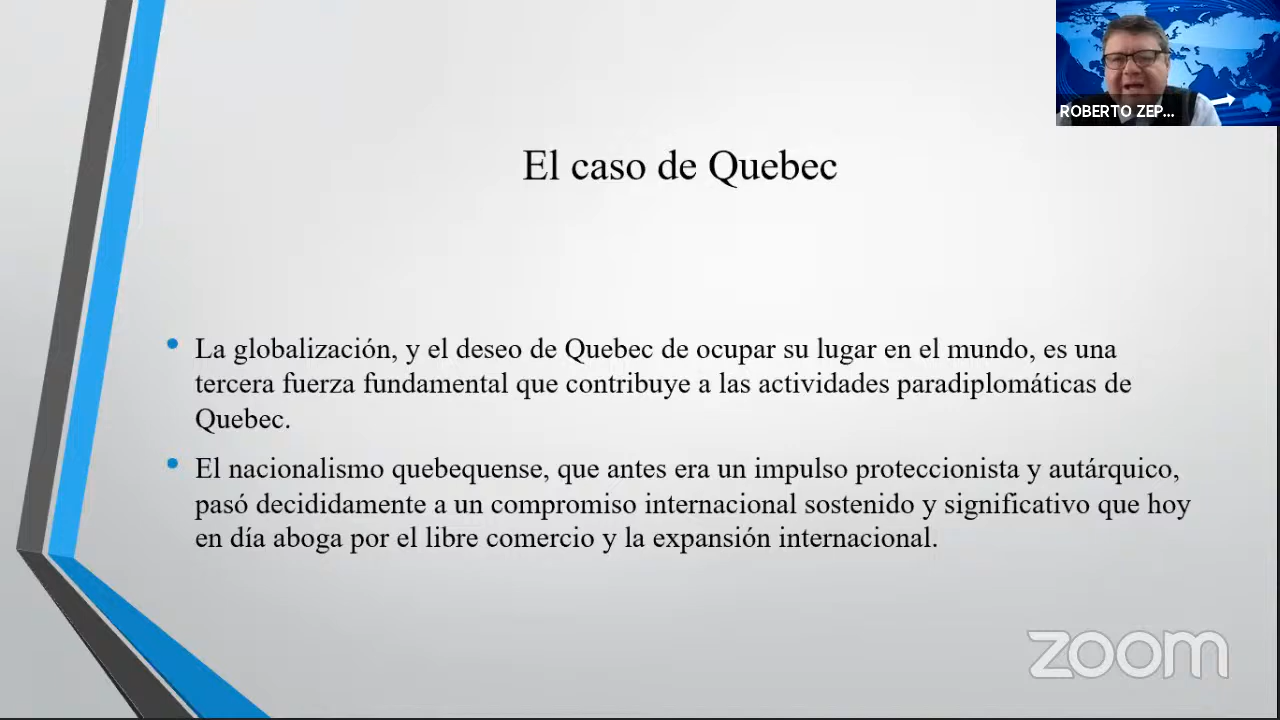 ROBERTO ZEP...
El caso de Quebec
• La globalización, y el deseo de Quebec de ocupar su lugar en el mundo, es una
tercera fuerza fundamental que contribuye a las actividades paradiplomáticas de
Quebec.
• El nacionalismo quebequense, que antes era un impulso proteccionista y autárquico,
pasó decididamente a un compromiso internacional sostenido y significativo que hoy
en día aboga por el libre comercio y la expansión internacional.
zoom